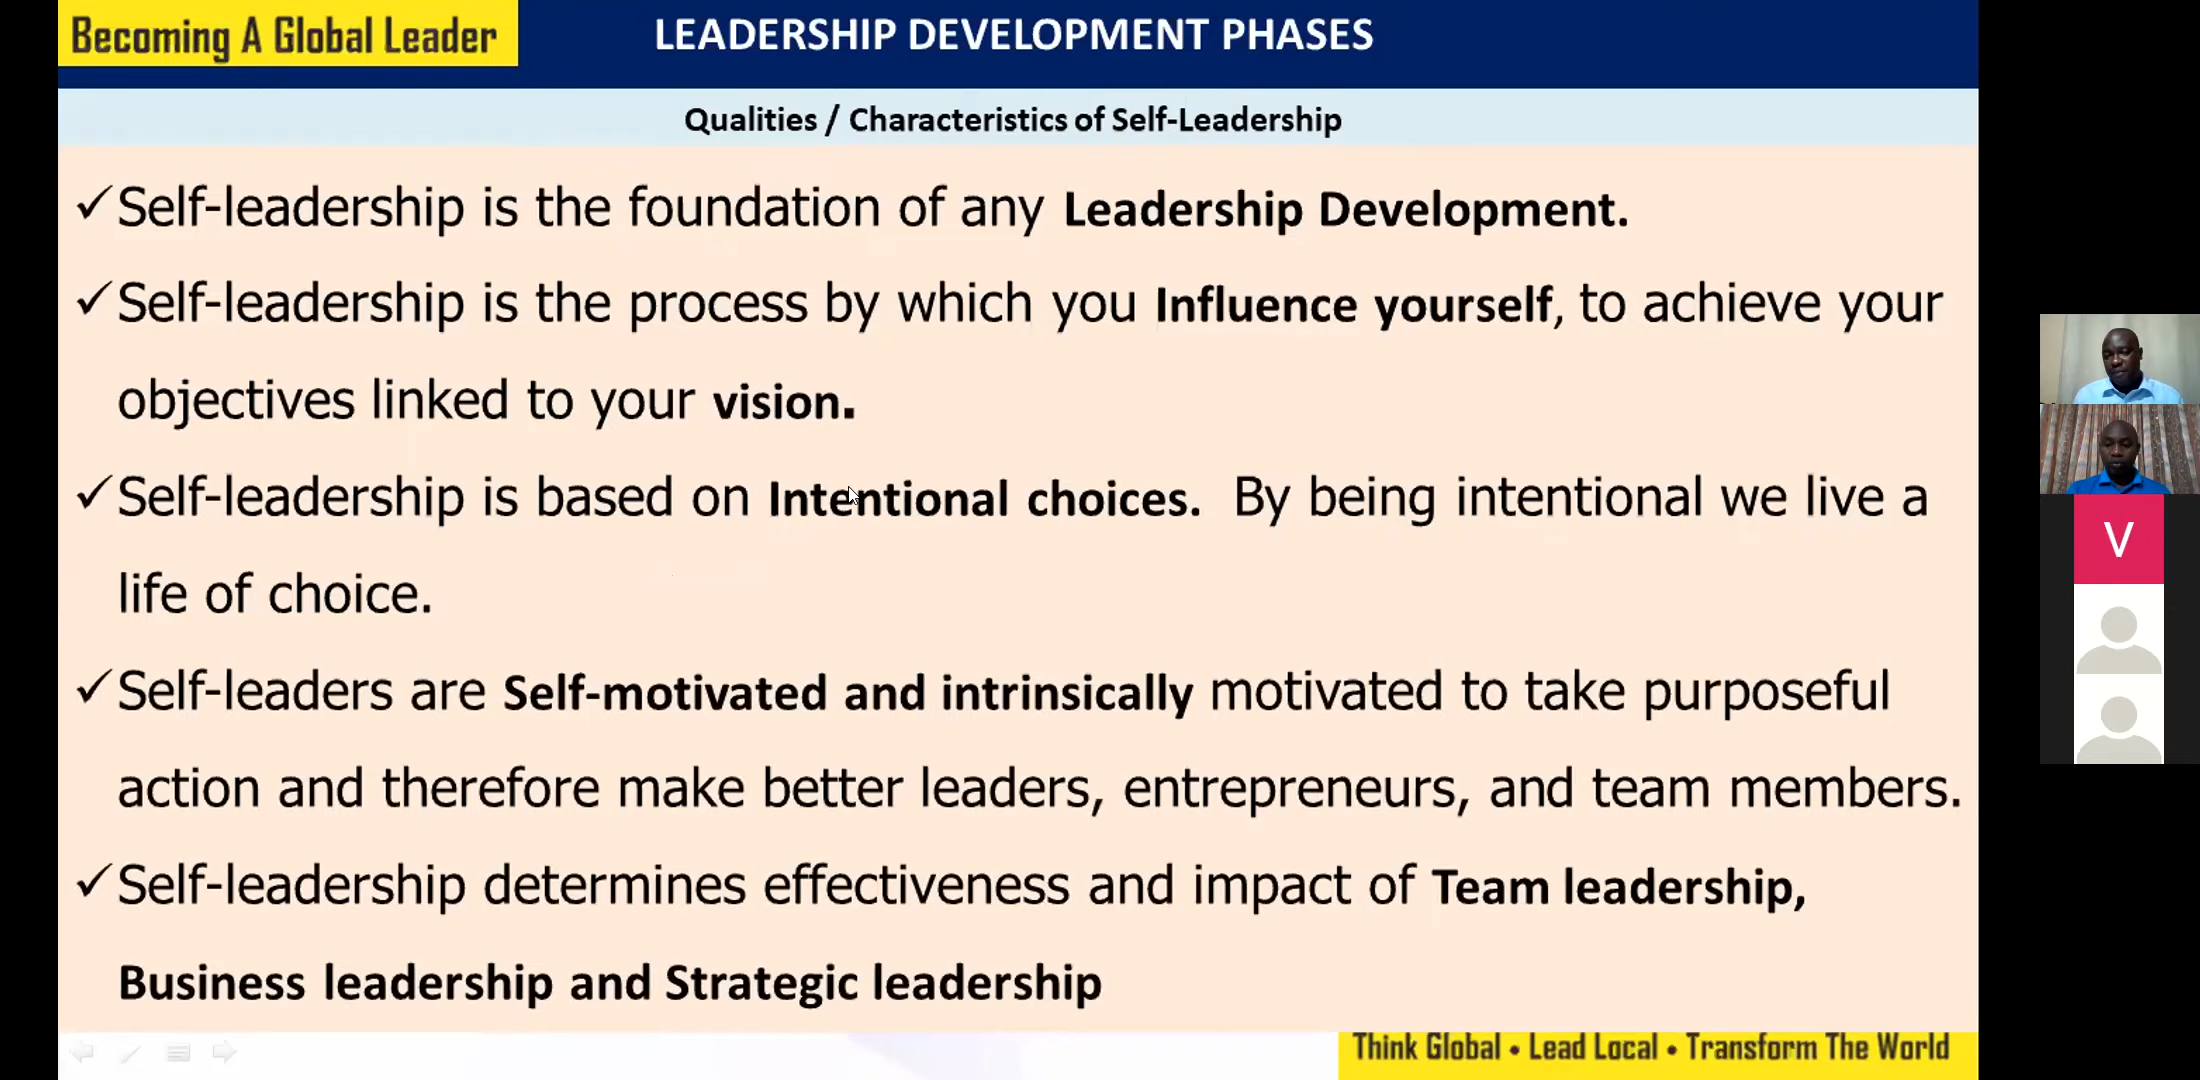 Becoming A Global Leader
LEADERSHIP DEVELOPMENT PHASES
Qualities / Characteristics of Self-Leadership
✓Self-leadership is the foundation of any Leadership Development.
✓Self-leadership is the process by which you Influence yourself, to achieve your
objectives linked to your vision.
✓Self-leadership is based on Intentional choices. By being intentional we live a
life of choice.
✓Self-leaders are Self-motivated and intrinsically motivated to take purposeful
action and therefore make better leaders, entrepreneurs, and team members.
✓Self-leadership determines effectiveness and impact of Team leadership,
Business leadership and Strategic leadership
Think Global • Lead Local • Transform The World
V